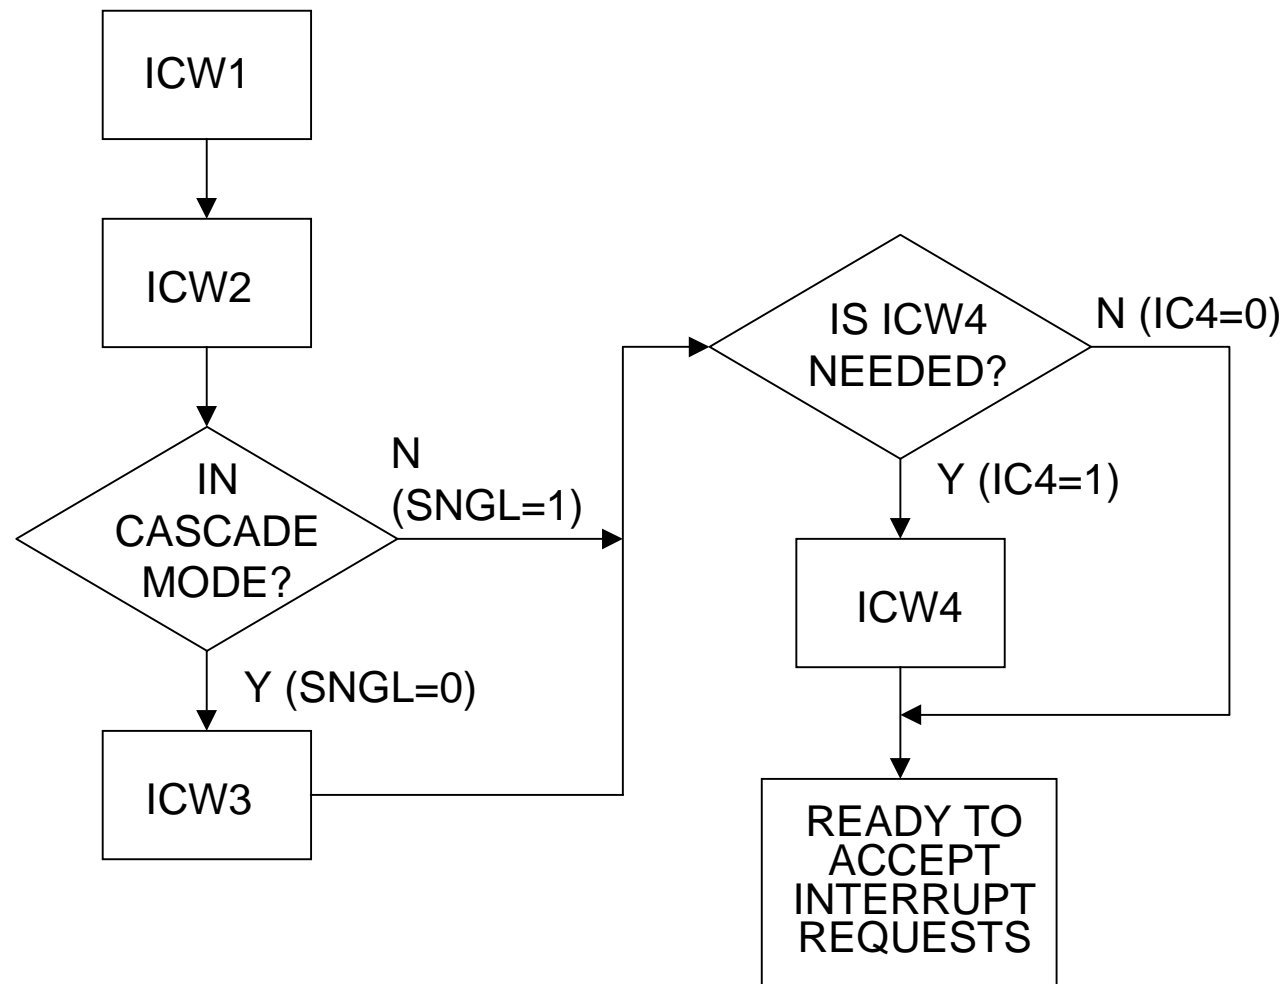 ICW1
ICW2
IN
CASCADE
MODE?
N
(SNGL=1)
Y (SNGL=0)
ICW3
IS ICW4
NEEDED?
N (IC4=0)
Y (IC4=1)
ICW4
READY TO
ACCEPT
INTERRUPT
REQUESTS